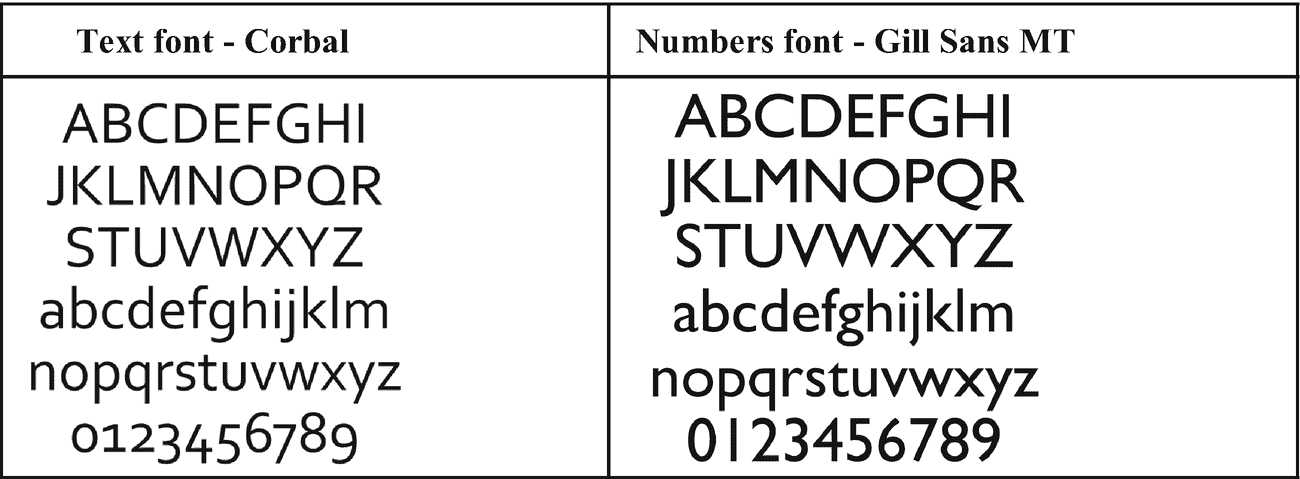 Text font - Corbal
Numbers font - Gill Sans MT
ABCDEFGHI
JKLMNOPQR
STUVWXYZ
abcdefghijklm
nopqrstuvwxyz
0123456789
ABCDEFGHI
JKLMNOPQR
STUVWXYZ
abcdefghijklm
nopqrstuvwxyz
0123456789